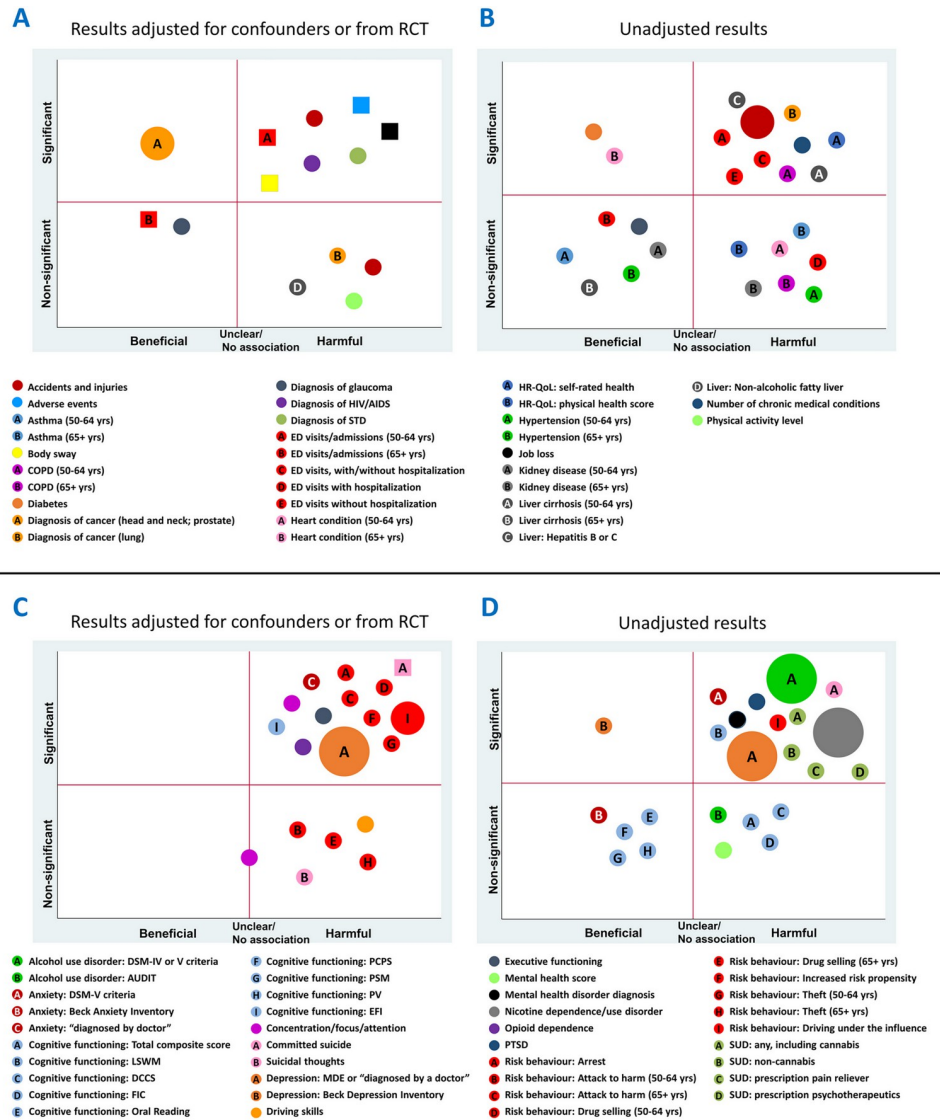 A
Results adjusted for confounders or from RCT
Significant
Non-significant
A
A
B
B
D
Beneficial
Unclear/
No association
Harmful
B
Unadjusted results
Significant
Non-significant
B
C
B
A
A
C
E
A
A
B
A
A
B
B
B
B
A
D
B
B
A
Beneficial
Unclear/
No association
Harmful
Accidents and injuries
Adverse events
A Asthma (50-64 yrs)
B Asthma (65+ yrs)
Body sway
A COPD (50-64 yrs)
B COPD (65+ yrs)
Diabetes
A Diagnosis of cancer (head and neck; prostate)
B Diagnosis of cancer (lung)
Diagnosis of glaucoma
Diagnosis of HIV/AIDS
Diagnosis of STD
A ED visits/admissions (50-64 yrs)
B ED visits/admissions (65+ yrs)
C ED visits, with/without hospitalization
D ED visits with hospitalization
E ED visits without hospitalization
A Heart condition (50-64 yrs)
B Heart condition (65+ yrs)
A HR-QoL: self-rated health
B HR-QoL: physical health score
A Hypertension (50-64 yrs)
B Hypertension (65+ yrs)
Job loss
A Kidney disease (50-64 yrs)
B Kidney disease (65+ yrs)
A Liver cirrhosis (50-64 yrs)
B Liver cirrhosis (65+ yrs)
C Liver: Hepatitis B or C
D Liver: Non-alcoholic fatty liver
Number of chronic medical conditions
Physical activity level
C
Results adjusted for confounders or from RCT
Significant
Non-significant
A
A
C
D
C
I
F
I
G
A
B
E
H
B
Beneficial
Unclear/
No association
Harmful
D
Unadjusted results
Significant
Non-significant
B
A
A
A
I
A
B
B
A
C
D
B
E
F
G
H
B
A
C
D
Beneficial
Unclear/
No association
Harmful
A Alcohol use disorder: DSM-IV or V criteria
B Alcohol use disorder: AUDIT
A Anxiety: DSM-V criteria
B Anxiety: Beck Anxiety Inventory
C Anxiety: “diagnosed by doctor”
A Cognitive functioning: Total composite score
B Cognitive functioning: LSWM
C Cognitive functioning: DCCS
D Cognitive functioning: FIC
E Cognitive functioning: Oral Reading
F Cognitive functioning: PCPS
G Cognitive functioning: PSM
H Cognitive functioning: PV
I Cognitive functioning: EFI
Concentration/focus/attention
A Committed suicide
B Suicidal thoughts
A Depression: MDE or “diagnosed by a doctor”
B Depression: Beck Depression Inventory
Driving skills
Executive functioning
Mental health score
Mental health disorder diagnosis
Nicotine dependence/use disorder
Opioid dependence
PTSD
A Risk behaviour: Arrest
B Risk behaviour: Attack to harm (50-64 yrs)
C Risk behaviour: Attack to harm (65+ yrs)
D Risk behaviour: Drug selling (50-64 yrs)
E Risk behaviour: Drug selling (65+ yrs)
F Risk behaviour: Increased risk propensity
G Risk behaviour: Theft (50-64 yrs)
H Risk behaviour: Theft (65+ yrs)
I Risk behaviour: Driving under the influence
A SUD: any, including cannabis
B SUD: non-cannabis
C SUD: prescription pain reliever
D SUD: prescription psychotherapeutics